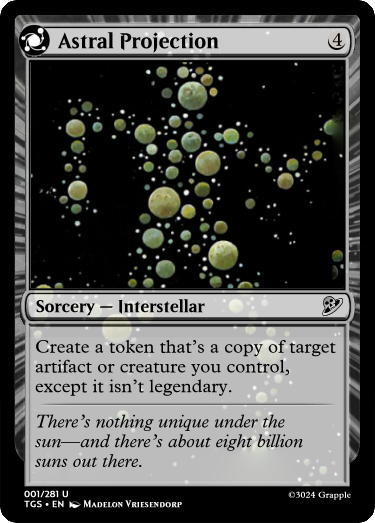 Astral Projection 4
Sorcery — Interstellar
Create a token that's a copy of target
artifact or creature you control,
except it isn't legendary.
There's nothing unique under the
sun—and there's about eight billion
suns out there.
001/281 U
TGS • EN Madelon Vriesendorp
©3024 Grapple